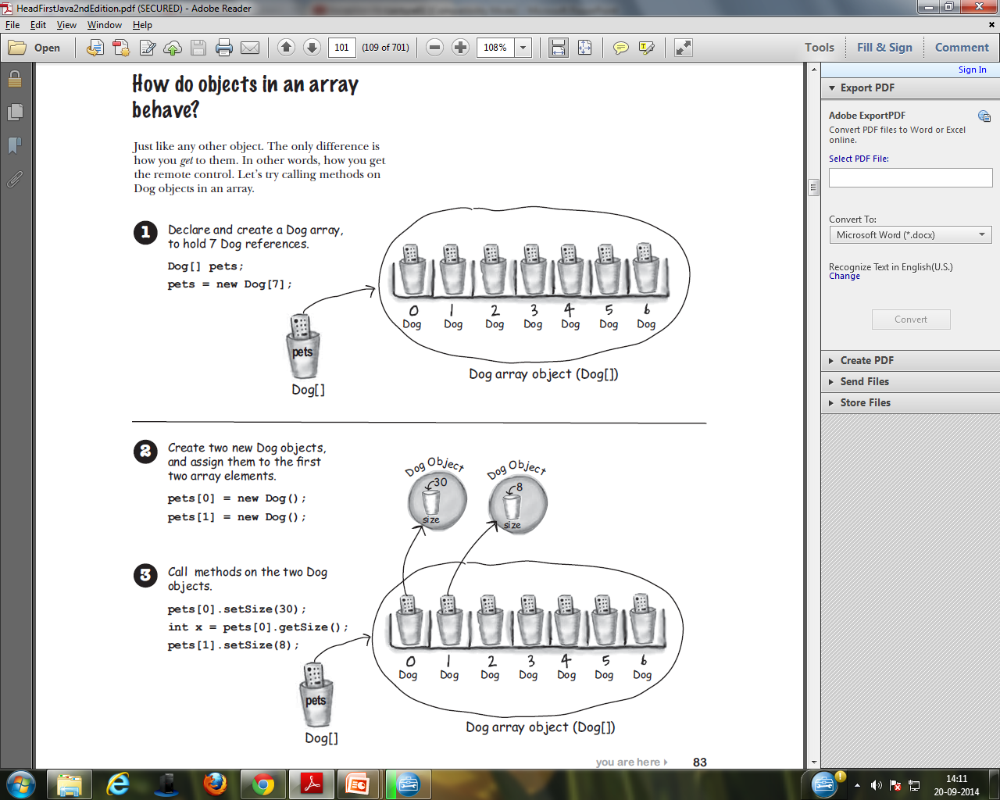 HeadFirstJava2ndEdition.pdf (SECURED) - Adobe Reader
File Edit View Window Help
Open 101 (109 of 701) 108% Tools Fill & Sign Comment
Sign In
Export PDF
Adobe ExportPDF
Convert PDF files to Word or Excel
online.
Select PDF File:
Convert To:
Microsoft Word (*.docx)
Recognize Text in English(U.S.)
Change
Convert
Create PDF
Send Files
Store Files
How do objects in an array
behave?
Just like any other object. The only difference is
how you get to them. In other words, how you get
the remote control. Let's try calling methods on
Dog objects in an array.
1 Declare and create a Dog array,
to hold 7 Dog references.
Dog[] pets;
pets = new Dog[7];
0 1 2 3 4 5 6
Dog Dog Dog Dog Dog Dog Dog
pets
Dog[]
Dog array object (Dog[])
2 Create two new Dog objects,
and assign them to the first
two array elements.
pets[0] = new Dog();
pets[1] = new Dog();
Dog Object Dog Object
30 8
size size
3 Call methods on the two Dog
objects.
pets[0].setSize(30);
int x = pets[0].getSize();
pets[1].setSize(8);
0 1 2 3 4 5 6
Dog Dog Dog Dog Dog Dog Dog
pets
Dog[]
Dog array object (Dog[])
you are here 83
14:11
20-09-2014